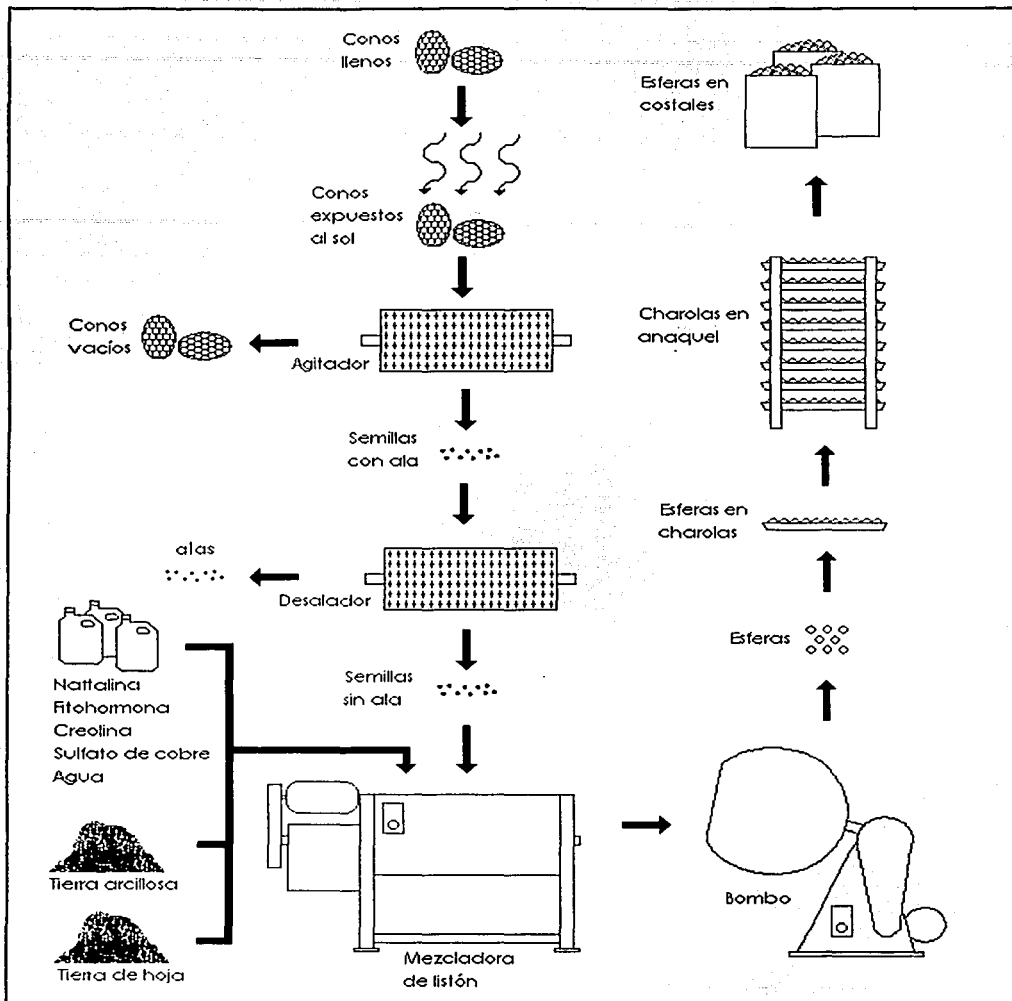 Conos
llenos
Conos
expuestos
al sol
Conos
vacíos
Agitador
Semillas
con ala
alas
Desalador
Semillas
sin ala
Nattalina
Fitohormona
Creolina
Sulfato de cobre
Agua
Tierra arcillosa
Tierra de hoja
Mezcladora
de listón
Bombo
Esferas
Esferas en
charolas
Charolas en
anaquel
Esferas en
costales